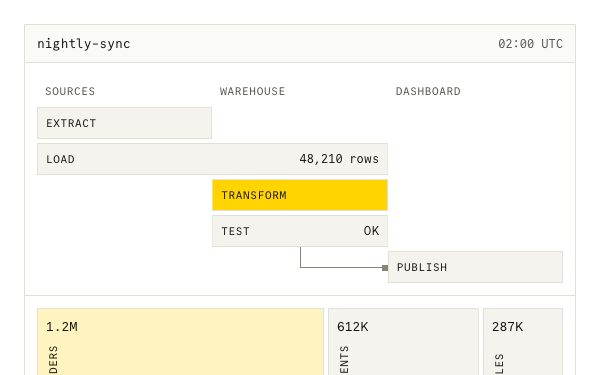 nightly-sync 02:00 UTC
SOURCES WAREHOUSE DASHBOARD
EXTRACT
LOAD 48,210 rows
TRANSFORM
TEST OK
PUBLISH
1.2M 612K 287K